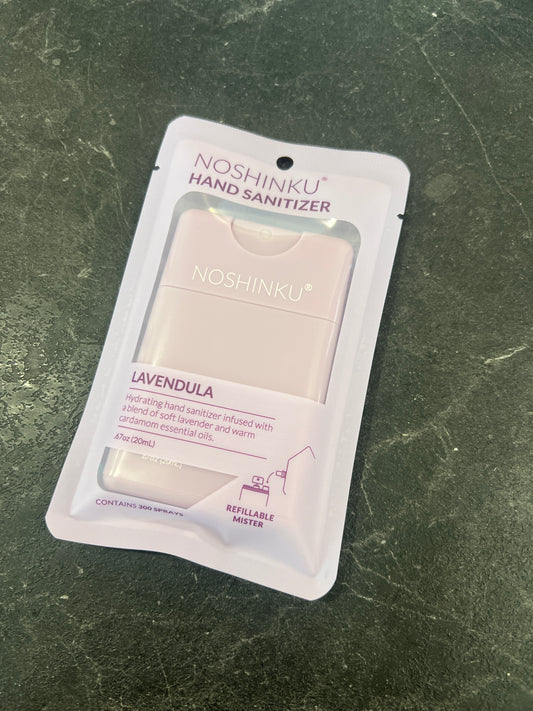 NOSHINKU®
HAND SANITIZER
NOSHINKU®
LAVENDULA
Hydrating hand sanitizer infused with
a blend of soft lavender and warm
cardamom essential oils.
.67oz (20mL)
CONTAINS 300 SPRAYS
REFILLABLE
MISTER